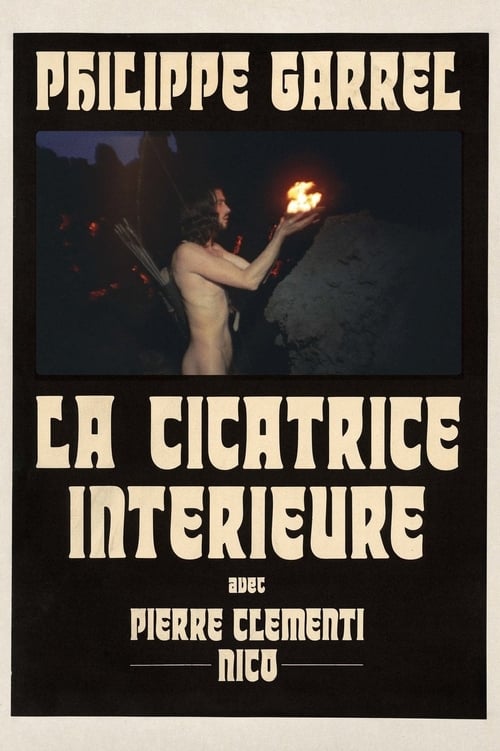 PHILIPPE GARREL
LA CICATRICE
INTERIEURE
avec
PIERRE CLEMENTI
NICO